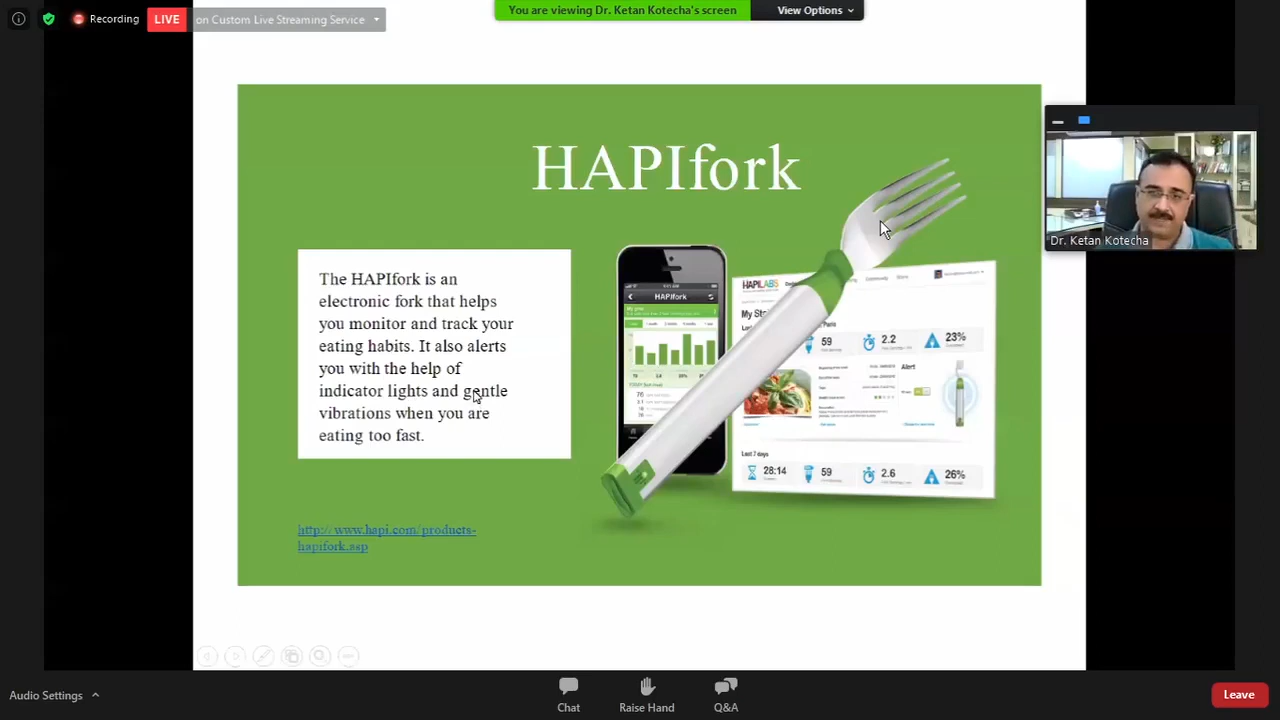 Recording
LIVE on Custom Live Streaming Service
You are viewing Dr. Ketan Kotecha's screen
View Options
HAPIfork
The HAPIfork is an
electronic fork that helps
you monitor and track your
eating habits. It also alerts
you with the help of
indicator lights and gentle
vibrations when you are
eating too fast.
http://www.hapi.com/products-
hapifork.asp
HAPIfork
HAPILABS
Paris
59
2.2
23%
Alert
Last 7 days
28:14
59
2.6
26%
Dr. Ketan Kotecha
Audio Settings
Chat
Raise Hand
Q&A
Leave